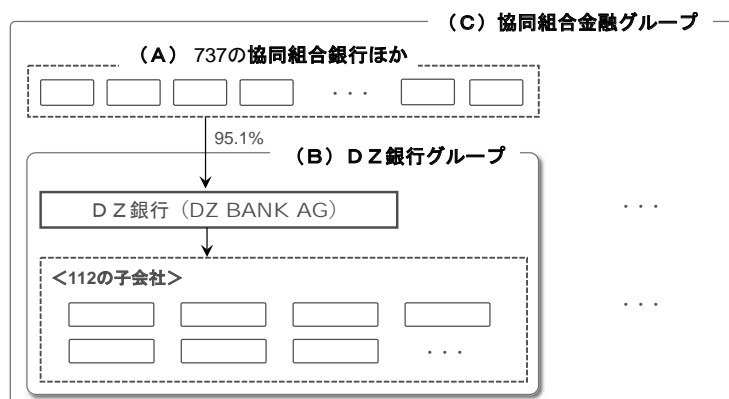 （C）協同組合金融グループ
（A） 737の協同組合銀行ほか
・・・
95.1%
（B）ＤＺ銀行グループ
ＤＺ銀行（DZ BANK AG）
・・・
＜112の子会社＞
・・・
・・・